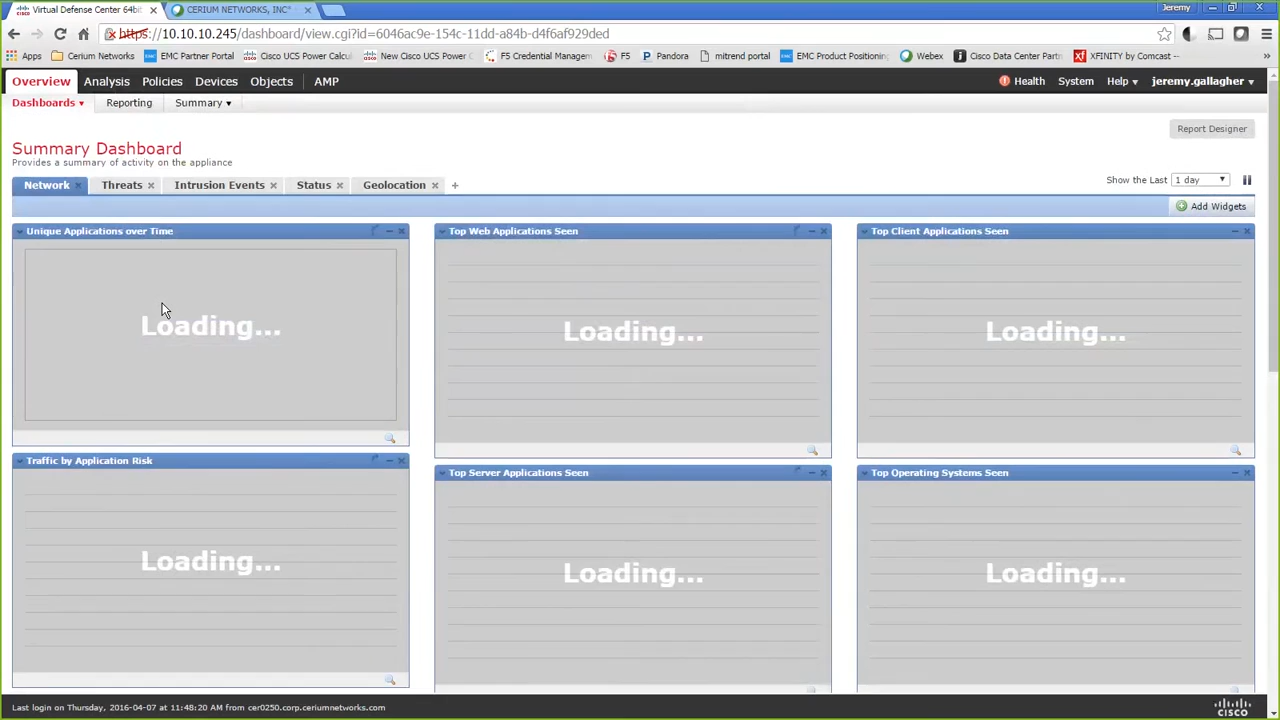 Virtual Defense Center 64bi
CERIUM NETWORKS, INC*
Jeremy
https://10.10.10.245/dashboard/view.cgi?id=6046ac9e-154c-11dd-a84b-d4f6a2929ded
Apps
Cerium Networks
EMC Partner Portal
Cisco UCS Power Calcul
New Cisco UCS Power C
F5 Credential Managem
F5
Pandora
mitrend portal
EMC Product Positioning
Webex
Cisco Data Center Part
XFINITY by Comcast -
»
Overview
Analysis
Policies
Devices
Objects
AMP
Health
System
Help
jeremy.gallagher
Dashboards
Reporting
Summary
Report Designer
Summary Dashboard
Provides a summary of activity on the appliance
Network
Threats
Intrusion Events
Status
Geolocation
Show the Last
1 day
Add Widgets
Unique Applications over Time
Top Web Applications Seen
Top Client Applications Seen
Loading...
Loading...
Loading...
Traffic by Application Risk
Top Server Applications Seen
Top Operating Systems Seen
Loading...
Loading...
Loading...
Last login on Thursday, 2016-04-07 at 11:48:20 AM from cer0250.corp.ceriumnetworks.com
CISCO